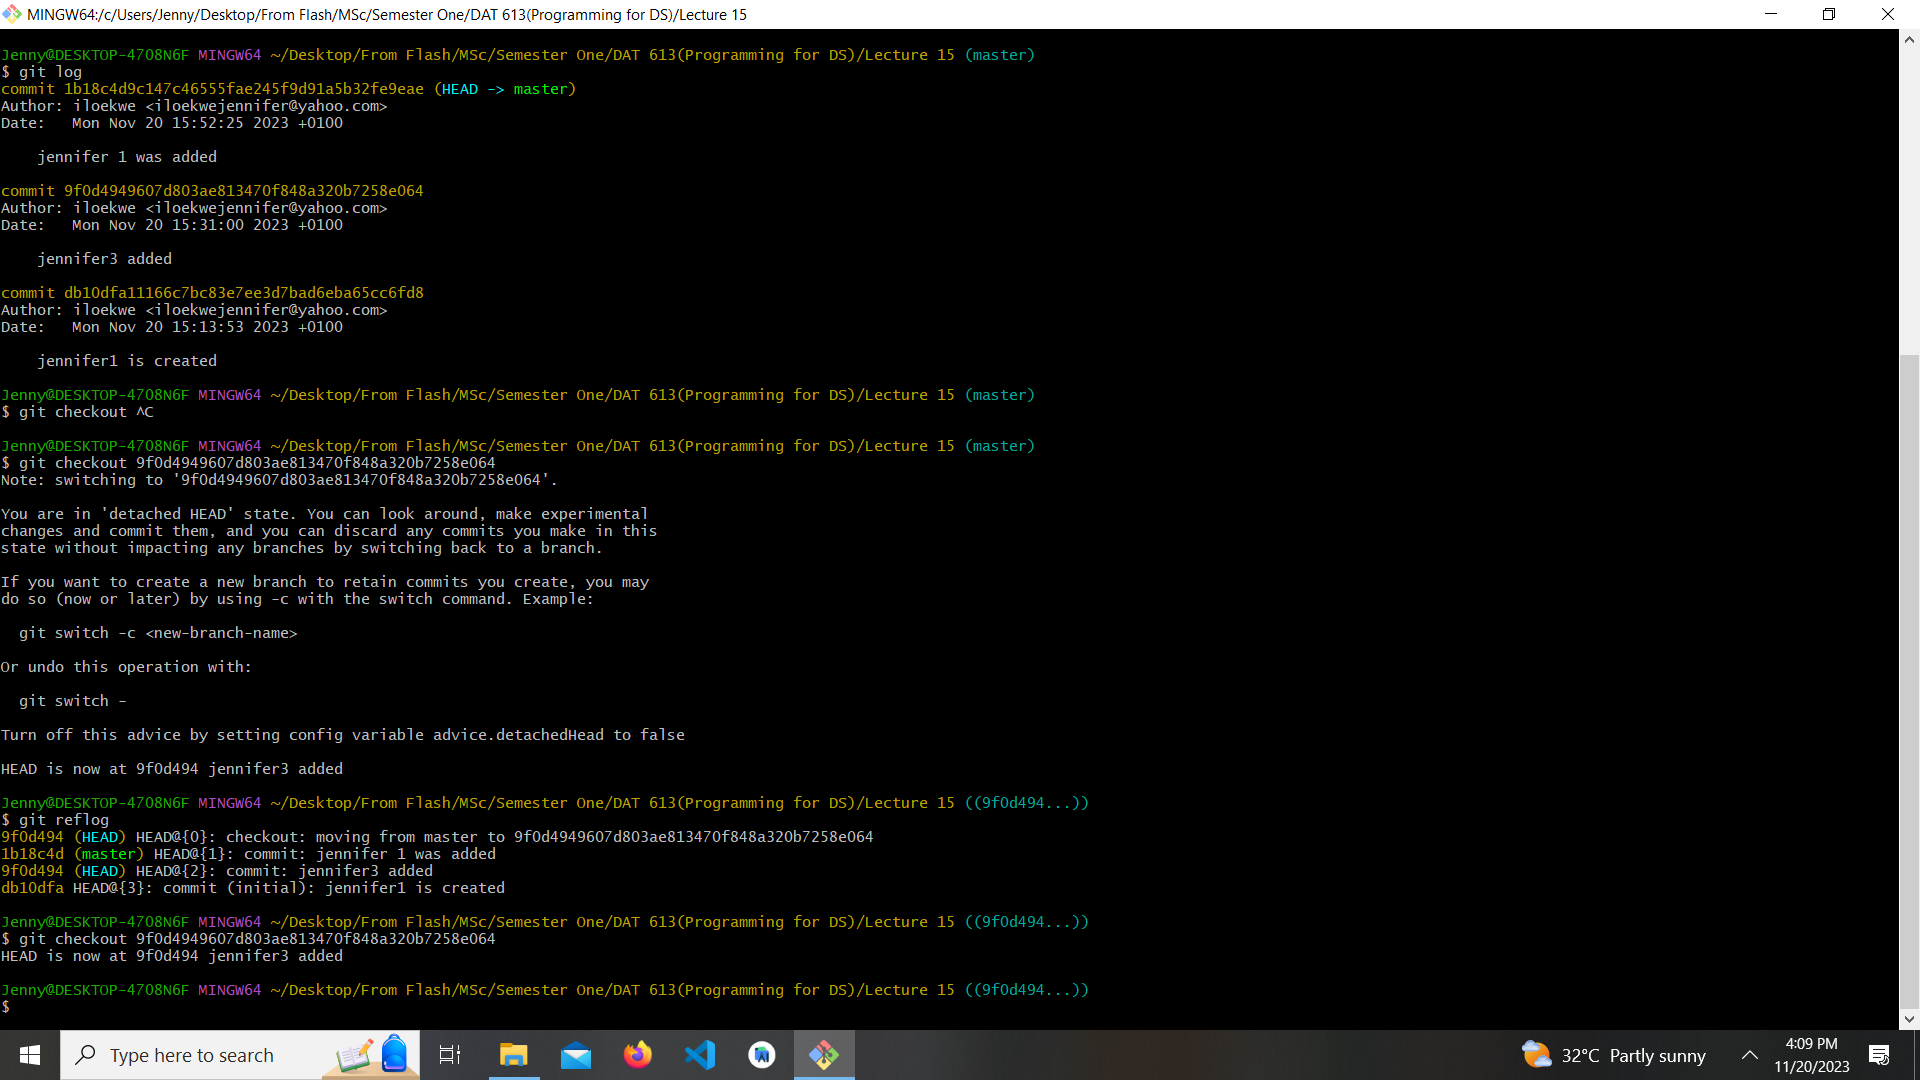 MINGW64:/c/Users/Jenny/Desktop/From Flash/MSc/Semester One/DAT 613(Programming for DS)/Lecture 15
Jenny@DESKTOP-4708N6F MINGW64 ~/Desktop/From Flash/MSc/Semester One/DAT 613(Programming for DS)/Lecture 15 (master)
$ git log
commit 1b18c4d9c147c46555fae245f9d91a5b32fe9eae (HEAD -> master)
Author: iloekwe <iloekwejennifer@yahoo.com>
Date:   Mon Nov 20 15:52:25 2023 +0100
    jennifer 1 was added
commit 9f0d4949607d803ae813470f848a320b7258e064
Author: iloekwe <iloekwejennifer@yahoo.com>
Date:   Mon Nov 20 15:31:00 2023 +0100
    jennifer3 added
commit db10dfa11166c7bc83e7ee3d7bad6eba65cc6fd8
Author: iloekwe <iloekwejennifer@yahoo.com>
Date:   Mon Nov 20 15:13:53 2023 +0100
    jennifer1 is created
Jenny@DESKTOP-4708N6F MINGW64 ~/Desktop/From Flash/MSc/Semester One/DAT 613(Programming for DS)/Lecture 15 (master)
$ git checkout ^C
Jenny@DESKTOP-4708N6F MINGW64 ~/Desktop/From Flash/MSc/Semester One/DAT 613(Programming for DS)/Lecture 15 (master)
$ git checkout 9f0d4949607d803ae813470f848a320b7258e064
Note: switching to '9f0d4949607d803ae813470f848a320b7258e064'.
You are in 'detached HEAD' state. You can look around, make experimental
changes and commit them, and you can discard any commits you make in this
state without impacting any branches by switching back to a branch.
If you want to create a new branch to retain commits you create, you may
do so (now or later) by using -c with the switch command. Example:
  git switch -c <new-branch-name>
Or undo this operation with:
  git switch -
Turn off this advice by setting config variable advice.detachedHead to false
HEAD is now at 9f0d494 jennifer3 added
Jenny@DESKTOP-4708N6F MINGW64 ~/Desktop/From Flash/MSc/Semester One/DAT 613(Programming for DS)/Lecture 15 ((9f0d494...))
$ git reflog
9f0d494 (HEAD) HEAD@{0}: checkout: moving from master to 9f0d4949607d803ae813470f848a320b7258e064
1b18c4d (master) HEAD@{1}: commit: jennifer 1 was added
9f0d494 (HEAD) HEAD@{2}: commit: jennifer3 added
db10dfa HEAD@{3}: commit (initial): jennifer1 is created
Jenny@DESKTOP-4708N6F MINGW64 ~/Desktop/From Flash/MSc/Semester One/DAT 613(Programming for DS)/Lecture 15 ((9f0d494...))
$ git checkout 9f0d4949607d803ae813470f848a320b7258e064
HEAD is now at 9f0d494 jennifer3 added
Jenny@DESKTOP-4708N6F MINGW64 ~/Desktop/From Flash/MSc/Semester One/DAT 613(Programming for DS)/Lecture 15 ((9f0d494...))
$
Type here to search
32°C Partly sunny
4:09 PM
11/20/2023